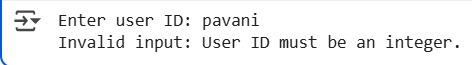 Enter user ID: pavani
Invalid input: User ID must be an integer.